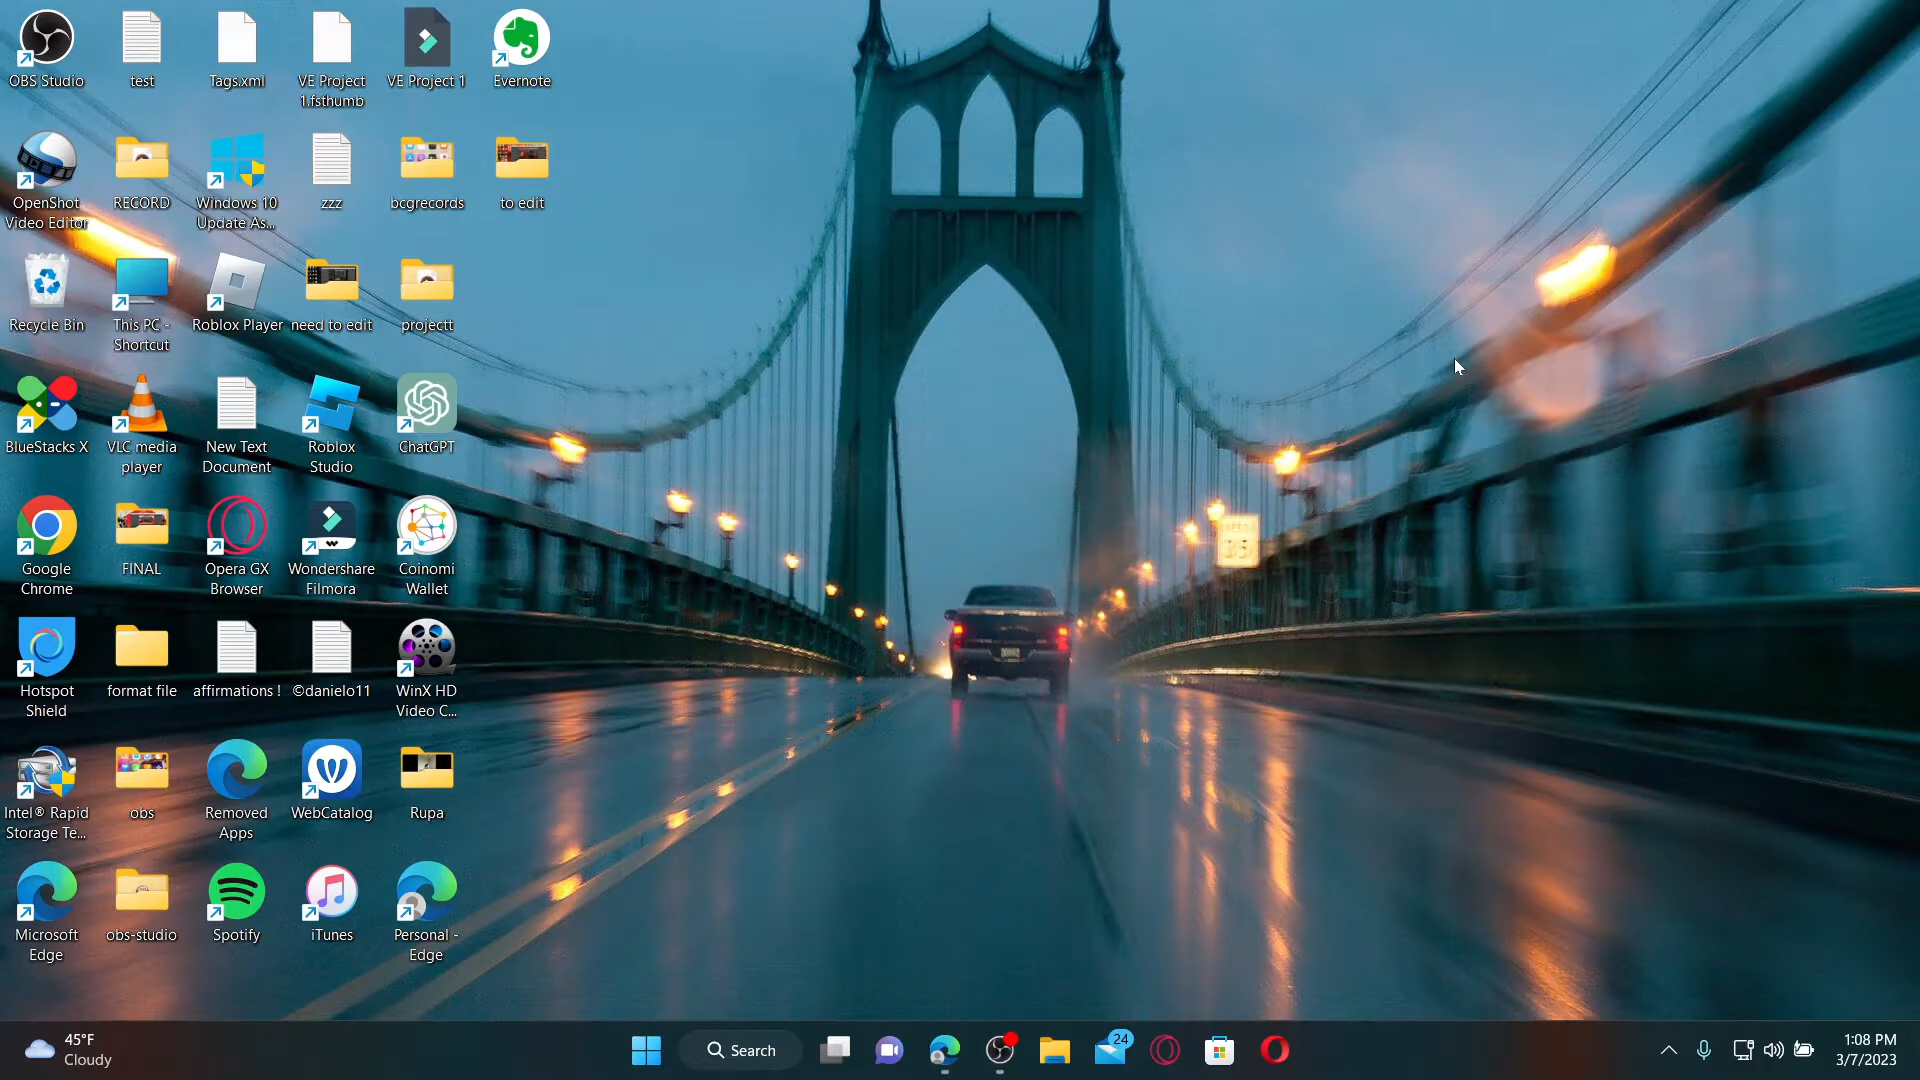 OBS Studio
test
Tags.xml
VE Project
1.fsthumb
VE Project 1
Evernote
OpenShot
Video Editor
RECORD
Windows 10
Update As...
zzz
bcgrecords
to edit
Recycle Bin
This PC -
Shortcut
Roblox Player
need to edit
projectt
BlueStacks X
VLC media
player
New Text
Document
Roblox
Studio
ChatGPT
Google
Chrome
FINAL
Opera GX
Browser
Wondershare
Filmora
Coinomi
Wallet
Hotspot
Shield
format file
affirmations !
©danielo11
WinX HD
Video C...
Intel® Rapid
Storage Te...
obs
Removed
Apps
WebCatalog
Rupa
Microsoft
Edge
obs-studio
Spotify
iTunes
Personal -
Edge
45°F
Cloudy
Search
24
1:08 PM
3/7/2023